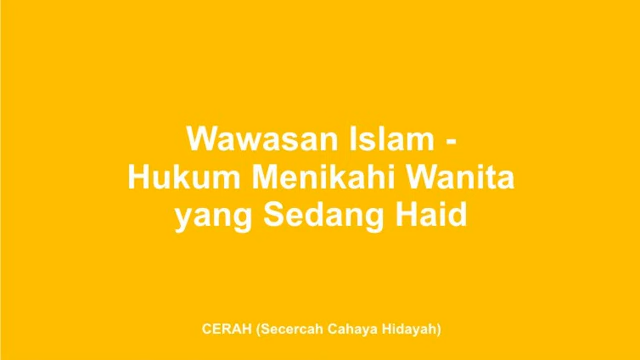 Wawasan Islam -
Hukum Menikahi Wanita
yang Sedang Haid
CERAH (Secercah Cahaya Hidayah)